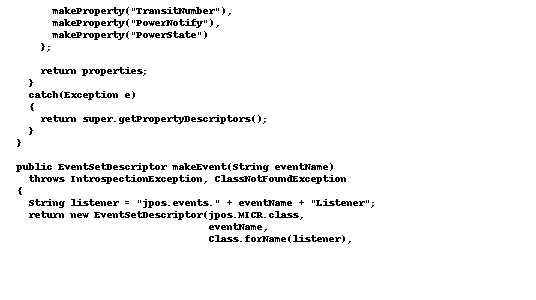 makeProperty("TransitNumber"),
makeProperty("PowerNotify"),
makeProperty("PowerState")
};
return properties;
}
catch(Exception e)
{
return super.getPropertyDescriptors();
}
}
public EventSetDescriptor makeEvent(String eventName)
throws IntrospectionException, ClassNotFoundException
{
String listener = "jpos.events." + eventName + "Listener";
return new EventSetDescriptor(jpos.MICR.class,
eventName,
Class.forName(listener),